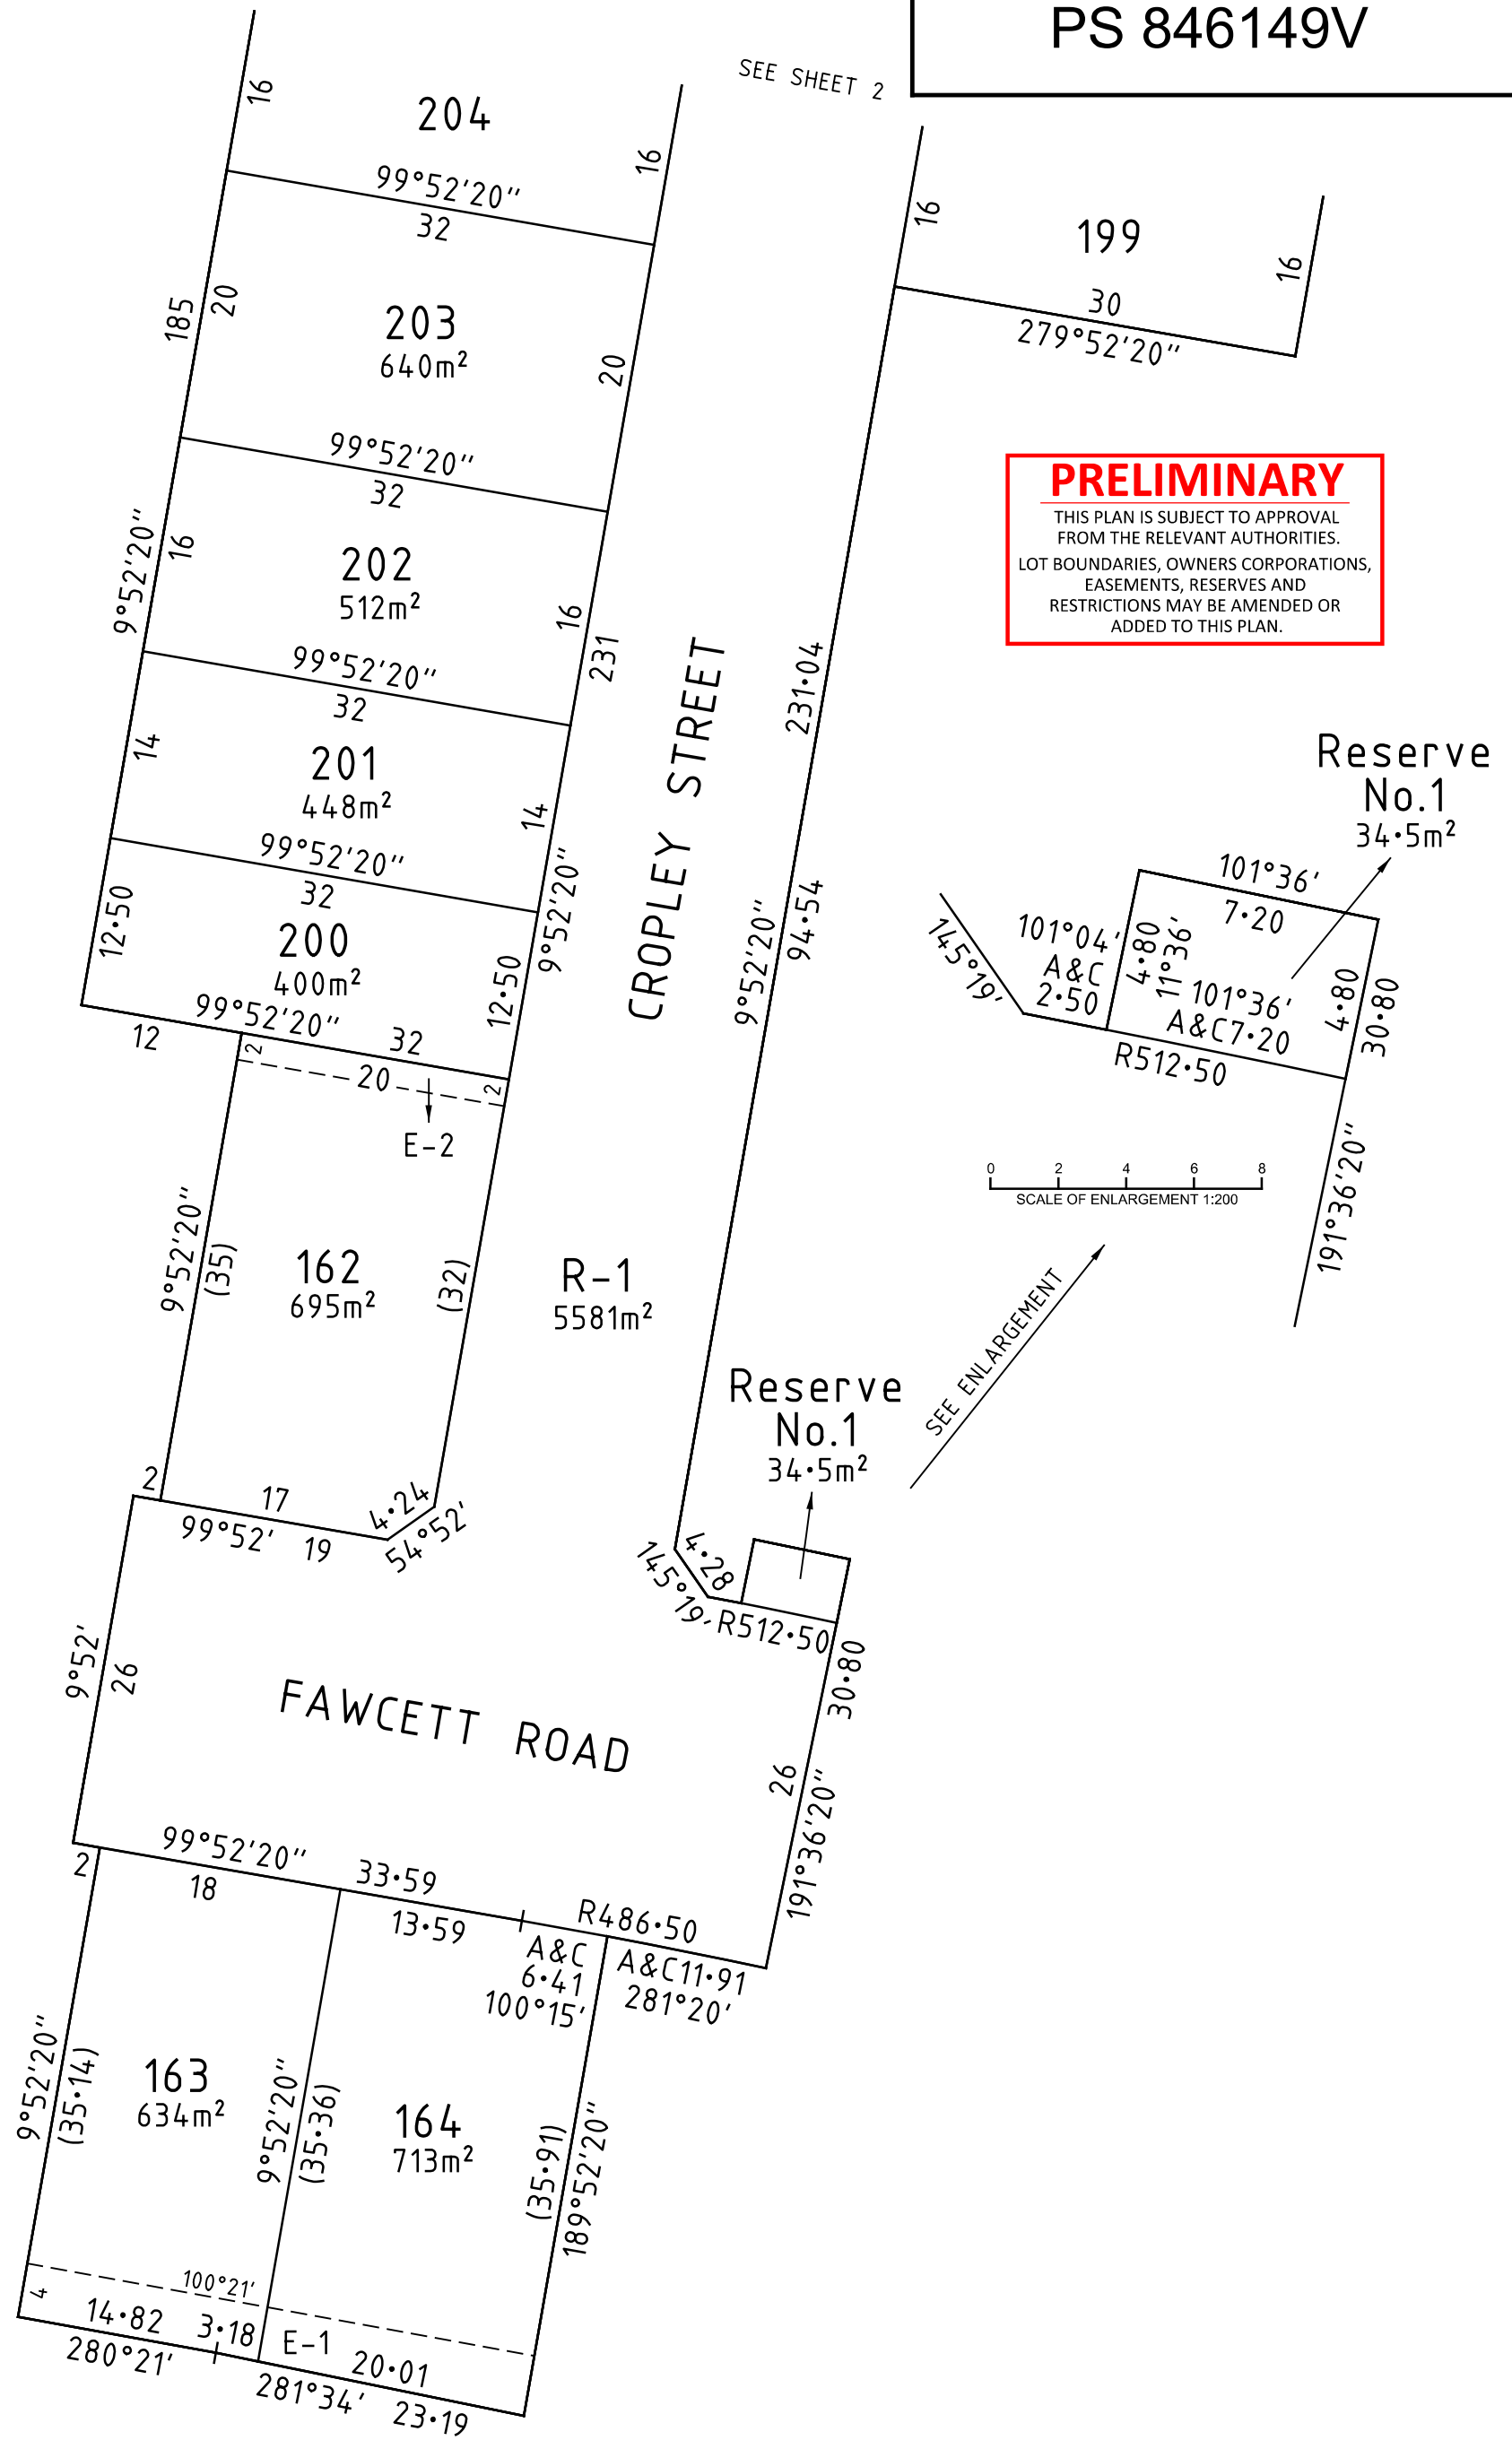 PS 846149V
SEE SHEET 2
16
204
16
99°52'20"
32
16
199
16
30
279°52'20"
185
20
203
640m²
20
99°52'20"
32
PRELIMINARY
THIS PLAN IS SUBJECT TO APPROVAL
FROM THE RELEVANT AUTHORITIES.
LOT BOUNDARIES, OWNERS CORPORATIONS,
EASEMENTS, RESERVES AND
RESTRICTIONS MAY BE AMENDED OR
ADDED TO THIS PLAN.
9°52'20"
16
202
512m²
16
231
99°52'20"
32
CROPLEY STREET
231·04
14
201
448m²
14
99°52'20"
32
9°52'20"
94·54
9°52'20"
12·50
200
400m²
12·50
99°52'20"
32
12
Reserve
No.1
34·5m²
101°36'
7·20
145°19'
101°04'
A&C
2·50
4·80
11°36'
101°36'
A&C7·20
4·80
30·80
R512·50
191°36'20"
0 2 4 6 8
SCALE OF ENLARGEMENT 1:200
SEE ENLARGEMENT
2
20
2
E-2
9°52'20"
(35)
162
695m²
(32)
R-1
5581m²
Reserve
No.1
34·5m²
2
17
4·24
99°52'
19
54°52'
4·28
145°19'
R512·50
30·80
9°52'
26
FAWCETT ROAD
26
191°36'20"
99°52'20"
33·59
2
18
13·59
R486·50
A&C
6·41
100°15'
A&C11·91
281°20'
9°52'20"
(35·14)
163
634m²
9°52'20"
(35·36)
164
713m²
(35·91)
189°52'20"
100°21'
4
14·82
3·18
E-1
20·01
280°21'
281°34'
23·19